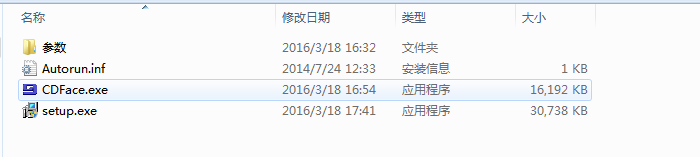 名称 修改日期 类型 大小
参数 2016/3/18 16:32 文件夹
Autorun.inf 2014/7/24 12:33 安装信息 1 KB
CDFace.exe 2016/3/18 16:54 应用程序 16,192 KB
setup.exe 2016/3/18 17:41 应用程序 30,738 KB